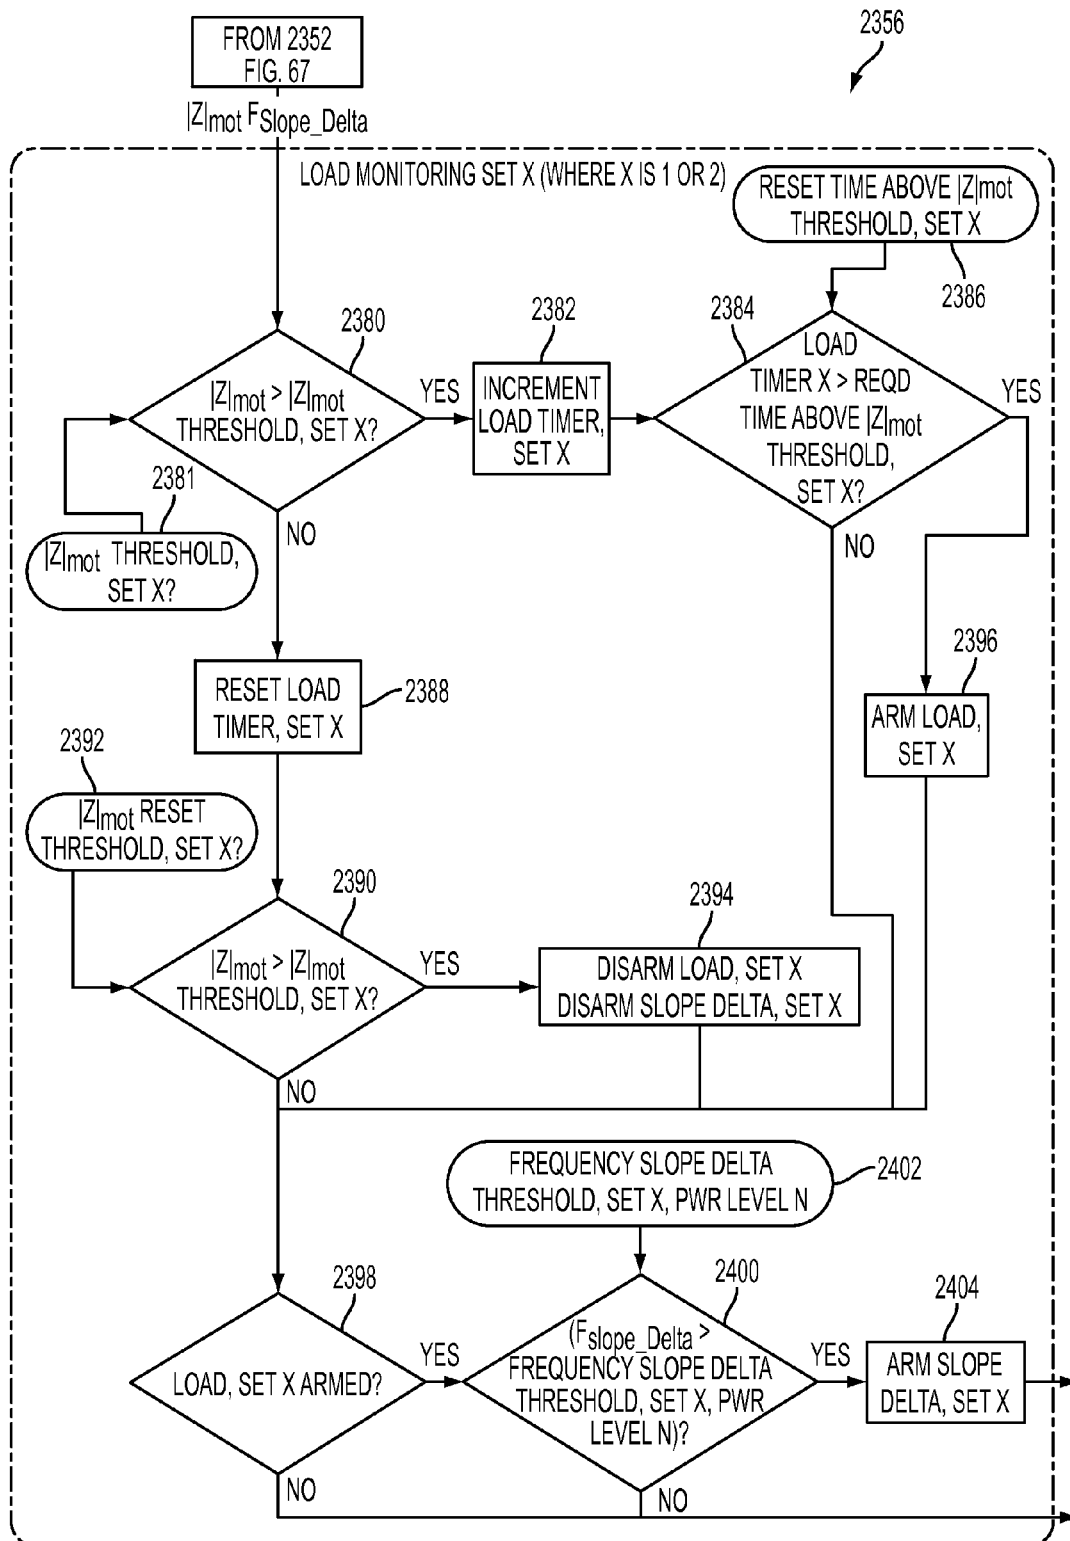 2356
FROM 2352
FIG. 67
|Z|mot FSlope_Delta
LOAD MONITORING SET X (WHERE X IS 1 OR 2)
RESET TIME ABOVE |Z|mot
THRESHOLD, SET X
2386
2380
|Z|mot > |Z|mot
THRESHOLD, SET X?
YES
NO
2382
INCREMENT
LOAD TIMER,
SET X
2384
LOAD
TIMER X > REQD
TIME ABOVE |Z|mot
THRESHOLD,
SET X?
YES
NO
2381
|Z|mot THRESHOLD,
SET X?
RESET LOAD
TIMER, SET X
2388
2396
ARM LOAD,
SET X
2392
|Z|mot RESET
THRESHOLD, SET X?
2390
|Z|mot > |Z|mot
THRESHOLD, SET X?
YES
NO
2394
DISARM LOAD, SET X
DISARM SLOPE DELTA, SET X
FREQUENCY SLOPE DELTA
THRESHOLD, SET X, PWR LEVEL N
2402
2398
LOAD, SET X ARMED?
YES
NO
2400
(Fslope_Delta >
FREQUENCY SLOPE DELTA
THRESHOLD, SET X, PWR
LEVEL N)?
YES
NO
2404
ARM SLOPE
DELTA, SET X